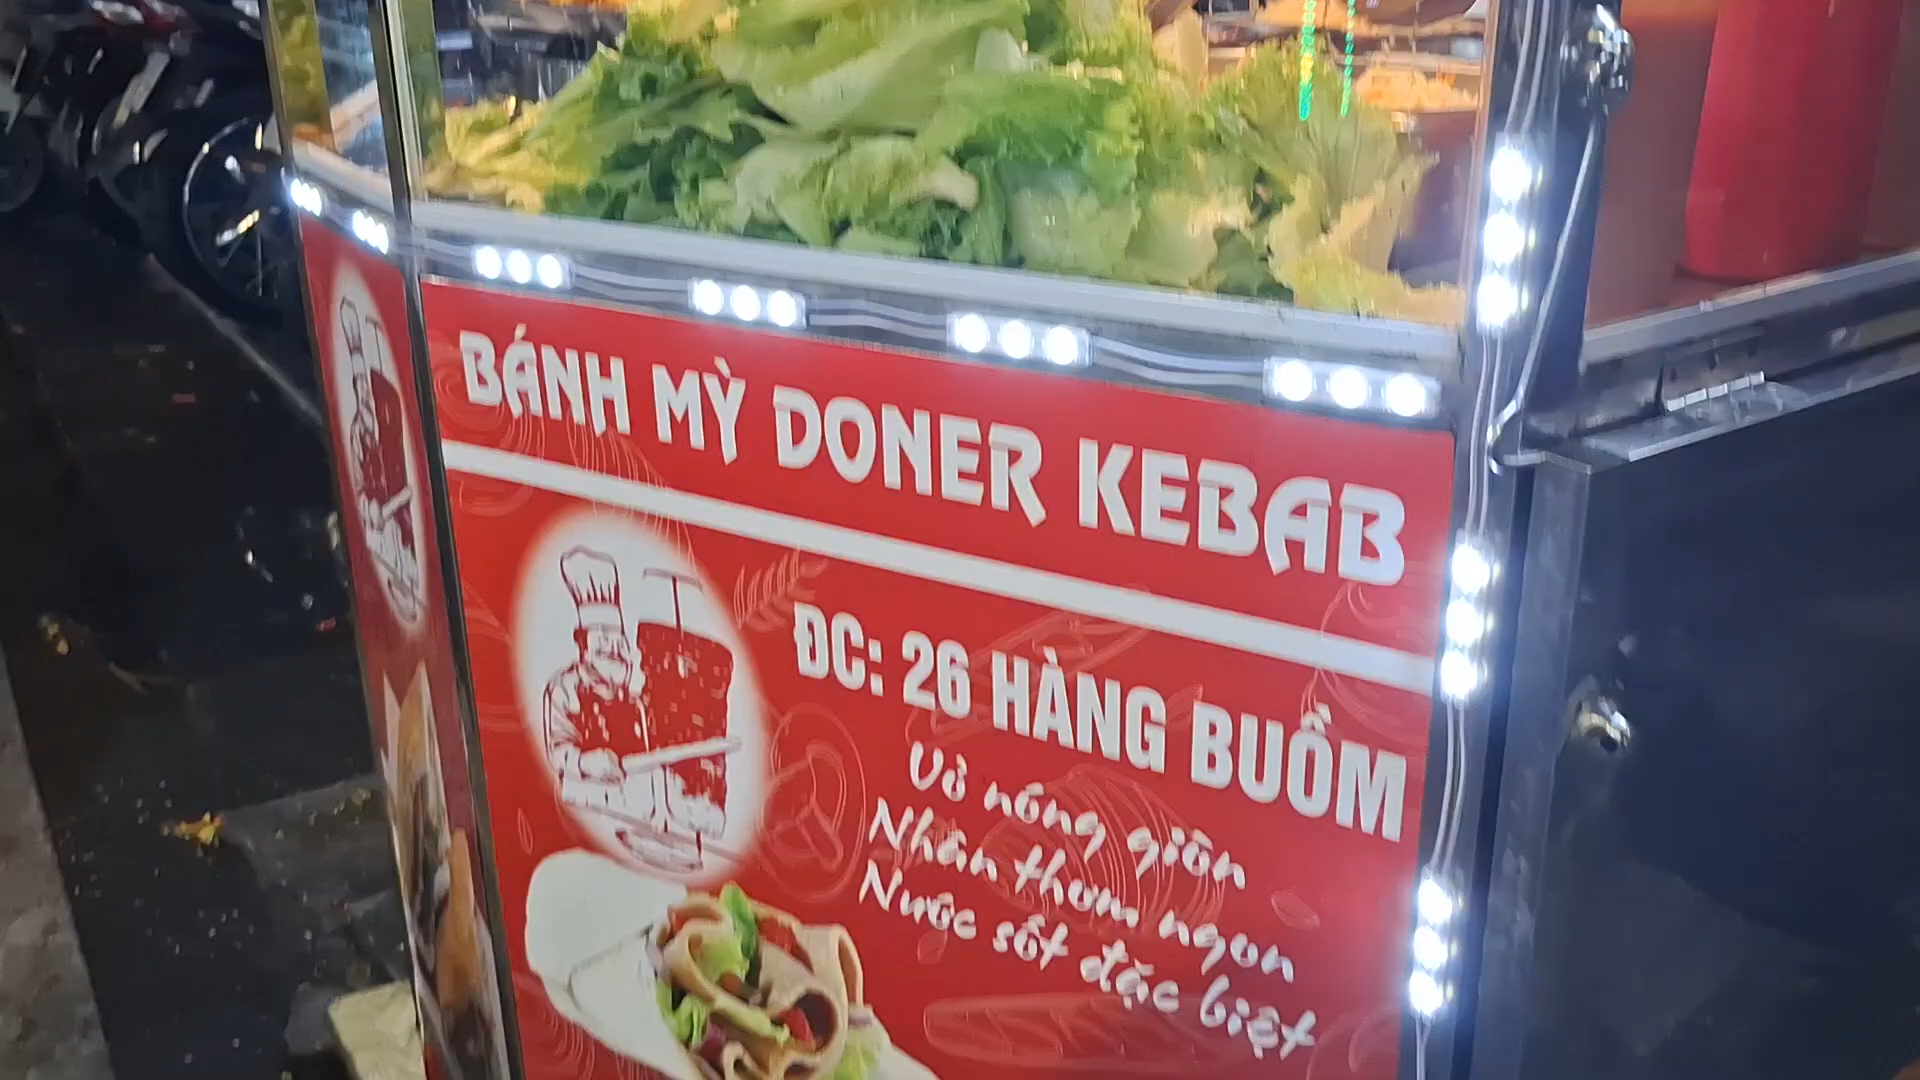 BÁNH MỲ DONER KEBAB
ĐC: 26 HÀNG BUỒM
Vỏ nóng giòn
Nhân thơm ngon
Nước sốt đặc biệt